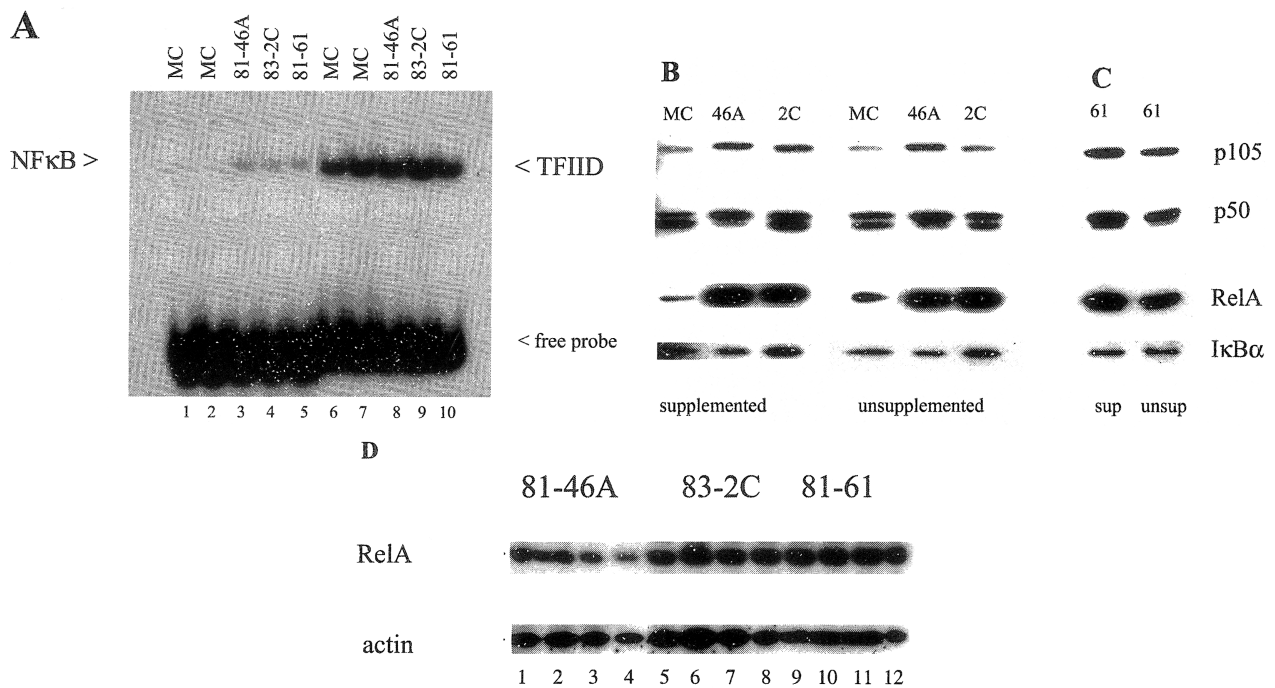 A
MC MC 81-46A 83-2C 81-61 MC MC 81-46A 83-2C 81-61
NFκB >
< TFIID
< free probe
1 2 3 4 5 6 7 8 9 10
B
MC 46A 2C MC 46A 2C
supplemented unsupplemented
C
61 61
p105
p50
RelA
IκBα
sup unsup
D
81-46A 83-2C 81-61
RelA
actin
1 2 3 4 5 6 7 8 9 10 11 12